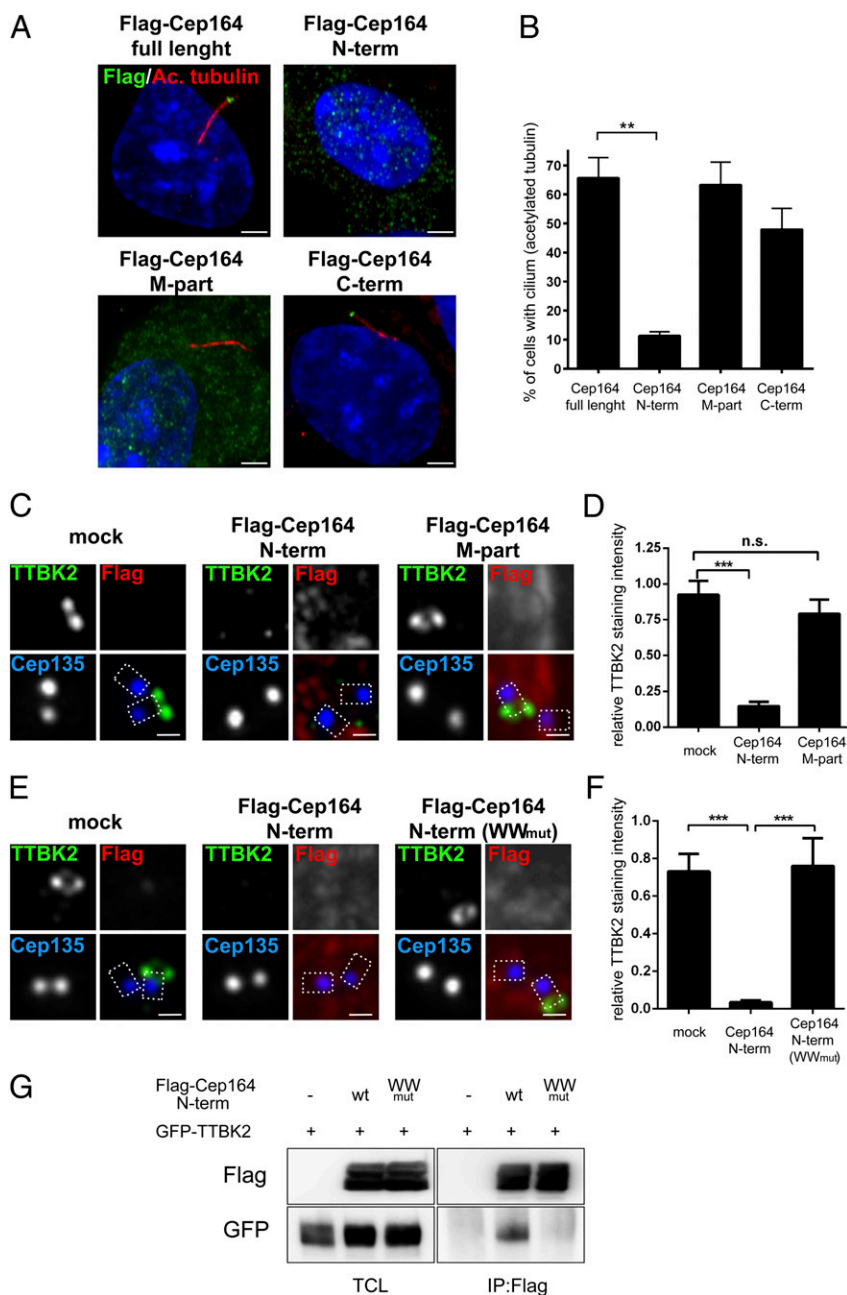 A
Flag-Cep164
full lenght
Flag-Cep164
N-term
Flag/Ac. tubulin
Flag-Cep164
M-part
Flag-Cep164
C-term
B
% of cells with cilium (acetylated tubulin)
70
60
50
40
30
20
10
0
**
Cep164
full lenght
Cep164
N-term
Cep164
M-part
Cep164
C-term
C
mock
Flag-Cep164
N-term
Flag-Cep164
M-part
TTBK2 Flag TTBK2 Flag TTBK2 Flag
Cep135 Cep135 Cep135
D
relative TTBK2 staining intensity
1.25
1.00
0.75
0.50
0.25
0.00
n.s.
***
mock
Cep164
N-term
Cep164
M-part
E
mock
Flag-Cep164
N-term
Flag-Cep164
N-term (WWmut)
TTBK2 Flag TTBK2 Flag TTBK2 Flag
Cep135 Cep135 Cep135
F
relative TTBK2 staining intensity
1.0
0.8
0.6
0.4
0.2
0.0
*** ***
mock
Cep164
N-term
Cep164
N-term
(WWmut)
G
Flag-Cep164
N-term
- wt WW mut - wt WW mut
GFP-TTBK2 + + + + + +
Flag
GFP
TCL IP:Flag